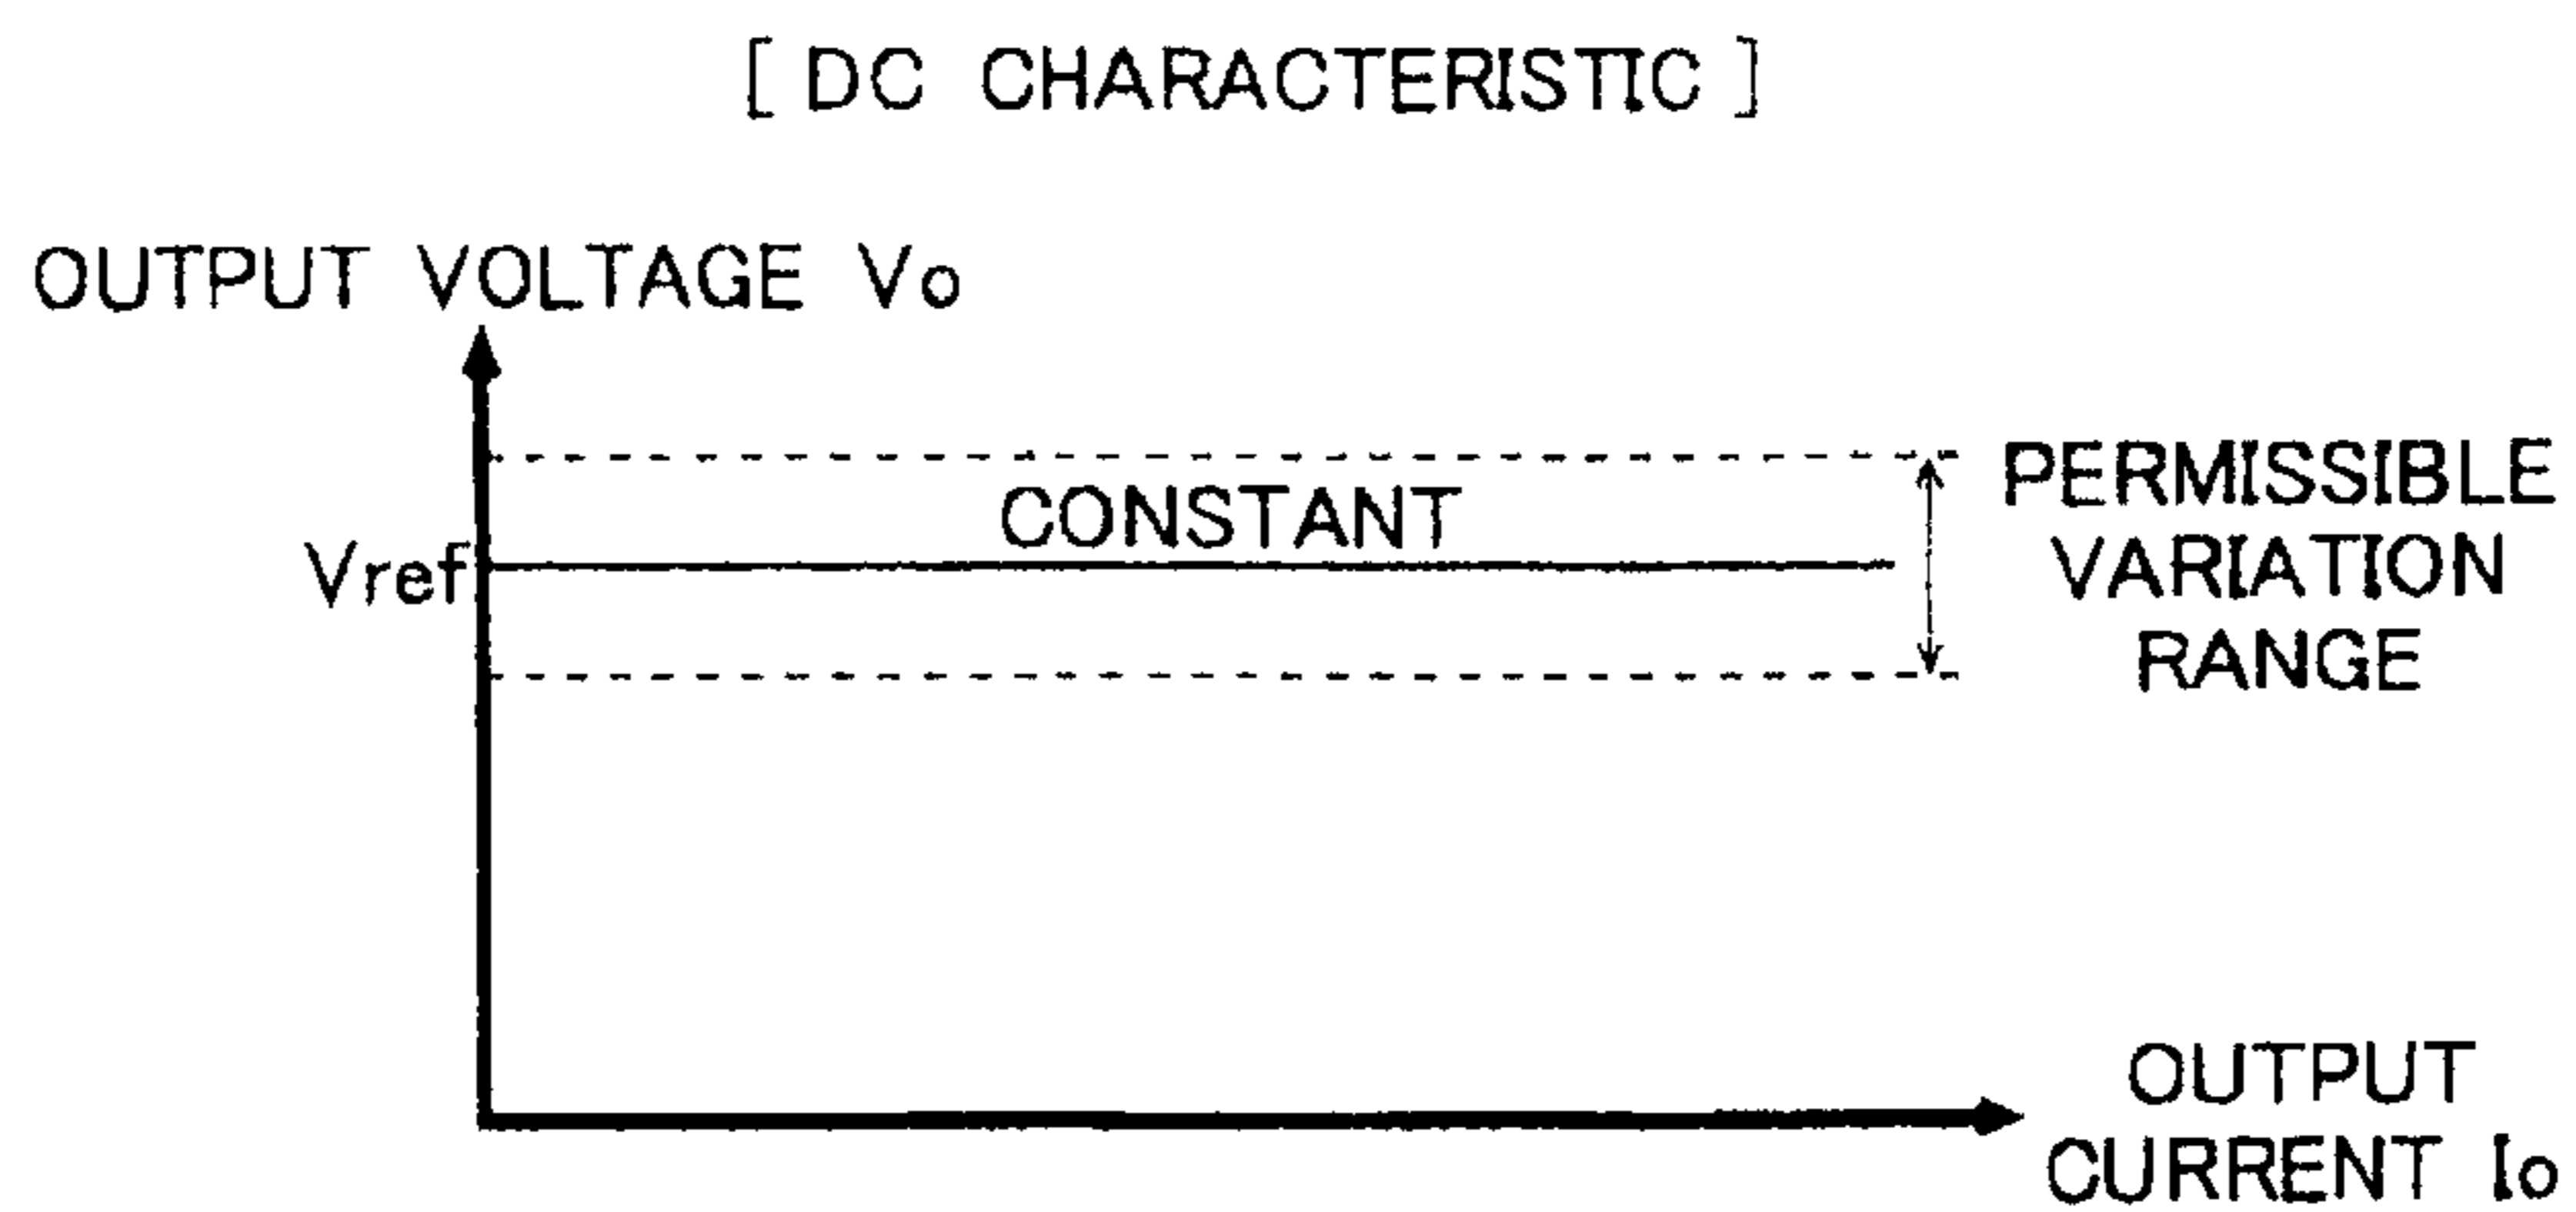 [ DC CHARACTERISTIC ]
OUTPUT VOLTAGE Vo
CONSTANT
Vref
PERMISSIBLE
VARIATION
RANGE
OUTPUT
CURRENT Io